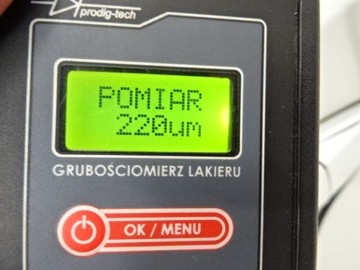 prodig-tech
POMIAR
220um
GRUBOŚCIOMIERZ LAKIERU
OK / MENU